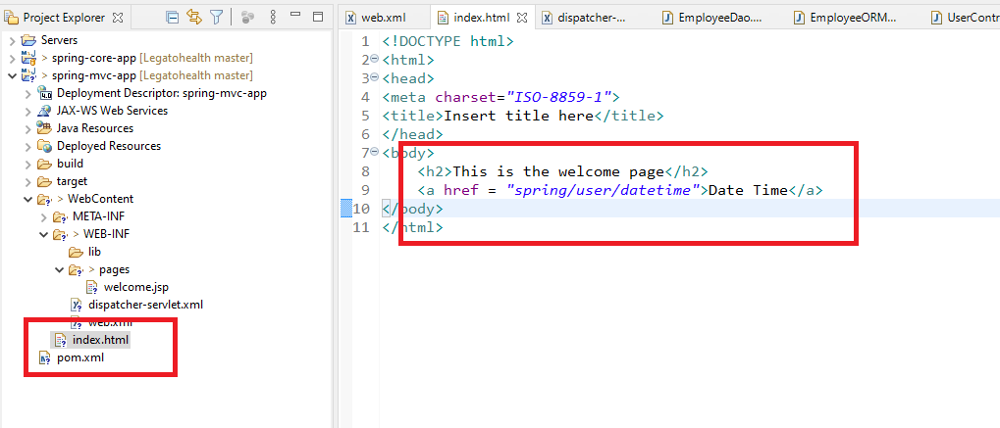 Project Explorer
Servers
> spring-core-app [Legatohealth master]
> spring-mvc-app [Legatohealth master]
Deployment Descriptor: spring-mvc-app
JAX-WS Web Services
Java Resources
Deployed Resources
build
target
> WebContent
META-INF
> WEB-INF
lib
> pages
welcome.jsp
dispatcher-servlet.xml
web.xml
index.html
pom.xml
web.xml
index.html
dispatcher-...
EmployeeDao....
EmployeeORM...
UserContr
1 <!DOCTYPE html>
2 <html>
3 <head>
4 <meta charset="ISO-8859-1">
5 <title>Insert title here</title>
6 </head>
7 <body>
8 <h2>This is the welcome page</h2>
9 <a href = "spring/user/datetime">Date Time</a>
10 </body>
11 </html>